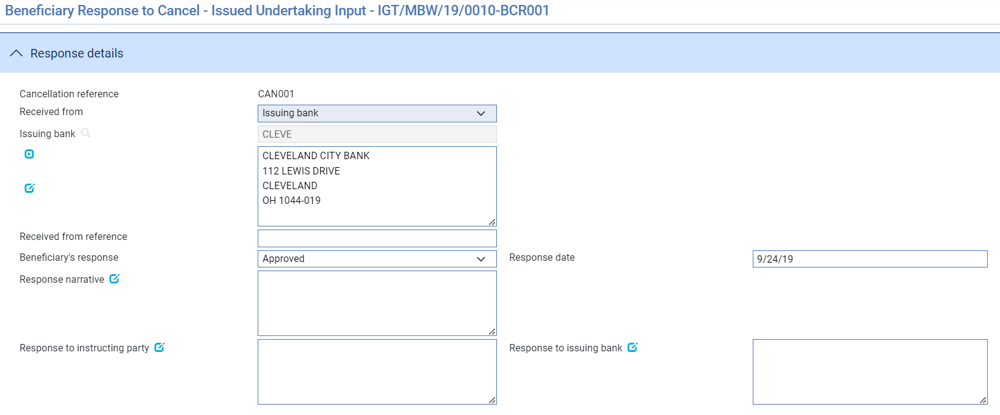 Beneficiary Response to Cancel - Issued Undertaking Input - IGT/MBW/19/0010-BCR001
Response details
Cancellation reference CAN001
Received from Issuing bank
Issuing bank CLEVE
CLEVELAND CITY BANK
112 LEWIS DRIVE
CLEVELAND
OH 1044-019
Received from reference
Beneficiary's response Approved Response date 9/24/19
Response narrative
Response to instructing party Response to issuing bank